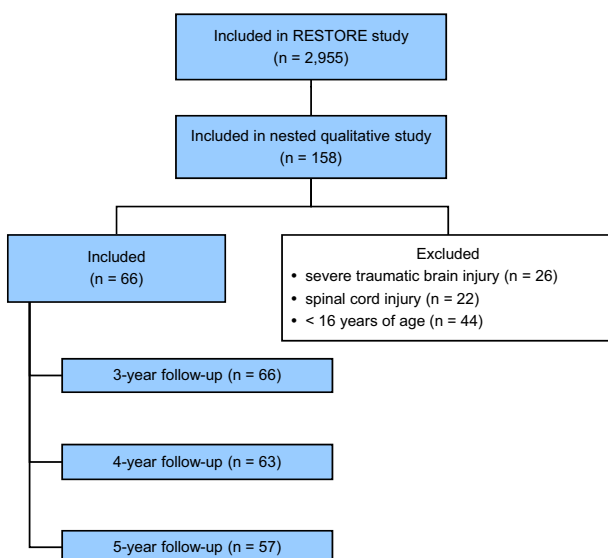 Included in RESTORE study
(n = 2,955)
Included in nested qualitative study
(n = 158)
Included
(n = 66)
Excluded
• severe traumatic brain injury (n = 26)
• spinal cord injury (n = 22)
• < 16 years of age (n = 44)
3-year follow-up (n = 66)
4-year follow-up (n = 63)
5-year follow-up (n = 57)